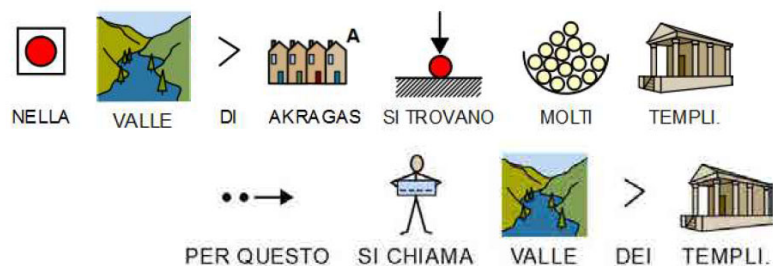 A
NELLA VALLE DI AKRAGAS SI TROVANO MOLTI TEMPLI.
PER QUESTO SI CHIAMA VALLE DEI TEMPLI.